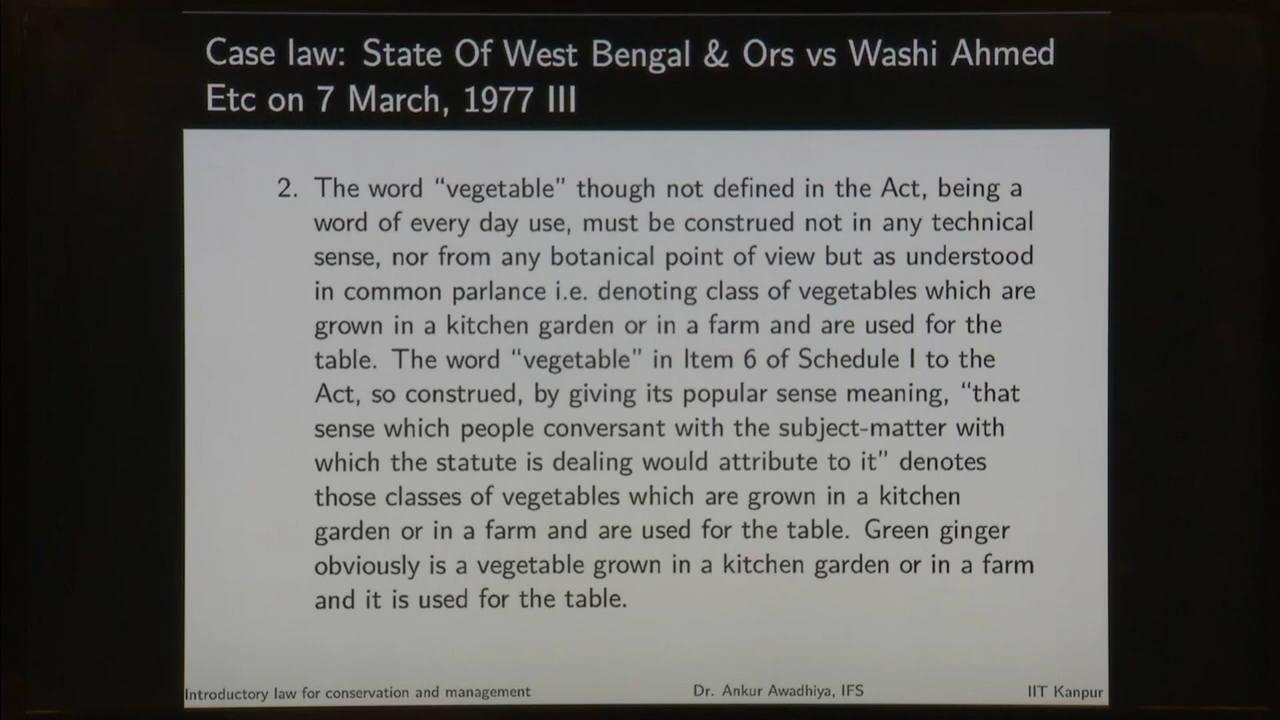 Case law: State Of West Bengal & Ors vs Washi Ahmed
Etc on 7 March, 1977 III
2. The word “vegetable” though not defined in the Act, being a
word of every day use, must be construed not in any technical
sense, nor from any botanical point of view but as understood
in common parlance i.e. denoting class of vegetables which are
grown in a kitchen garden or in a farm and are used for the
table. The word “vegetable” in Item 6 of Schedule I to the
Act, so construed, by giving its popular sense meaning, “that
sense which people conversant with the subject-matter with
which the statute is dealing would attribute to it” denotes
those classes of vegetables which are grown in a kitchen
garden or in a farm and are used for the table. Green ginger
obviously is a vegetable grown in a kitchen garden or in a farm
and it is used for the table.
Introductory law for conservation and management Dr. Ankur Awadhiya, IFS IIT Kanpur